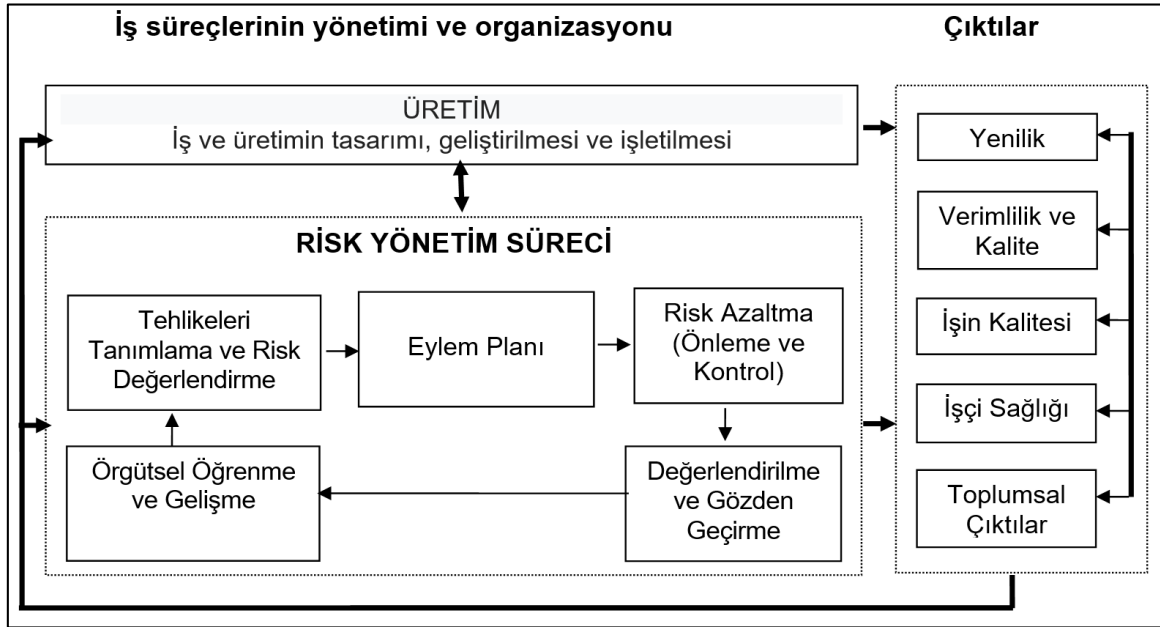 İş süreçlerinin yönetimi ve organizasyonu
Çıktılar
ÜRETİM
İş ve üretimin tasarımı, geliştirilmesi ve işletilmesi
RİSK YÖNETİM SÜRECİ
Tehlikeleri
Tanımlama ve Risk
Değerlendirme
Eylem Planı
Risk Azaltma
(Önleme ve
Kontrol)
Örgütsel Öğrenme
ve Gelişme
Değerlendirilme
ve Gözden
Geçirme
Yenilik
Verimlilik ve
Kalite
İşin Kalitesi
İşçi Sağlığı
Toplumsal
Çıktılar